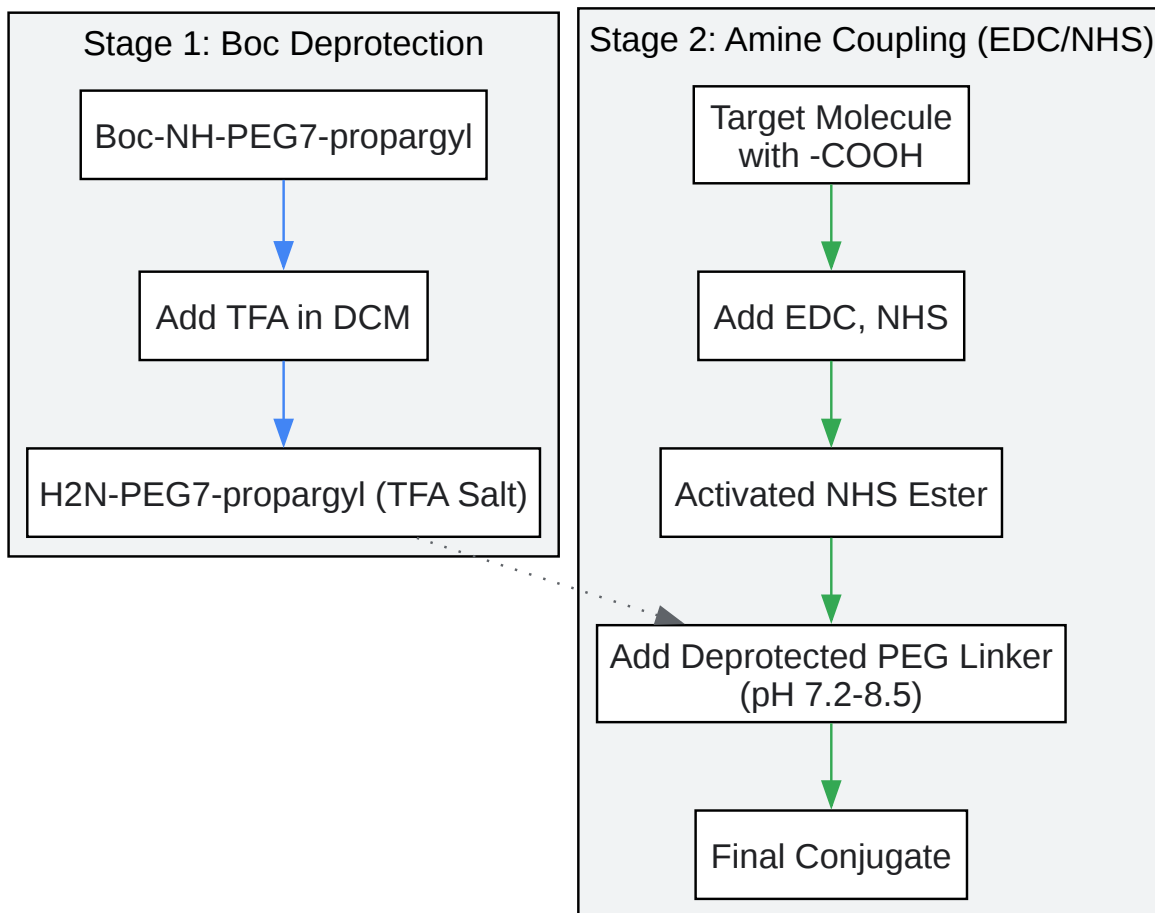 Stage 1: Boc Deprotection
Boc-NH-PEG7-propargyl
Add TFA in DCM
H2N-PEG7-propargyl (TFA Salt)
Stage 2: Amine Coupling (EDC/NHS)
Target Molecule
with -COOH
Add EDC, NHS
Activated NHS Ester
Add Deprotected PEG Linker
(pH 7.2-8.5)
Final Conjugate